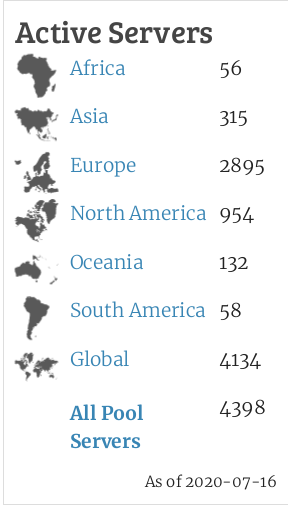 Active Servers
Africa 56
Asia 315
Europe 2895
North America 954
Oceania 132
South America 58
Global 4134
All Pool 4398
Servers
As of 2020-07-16